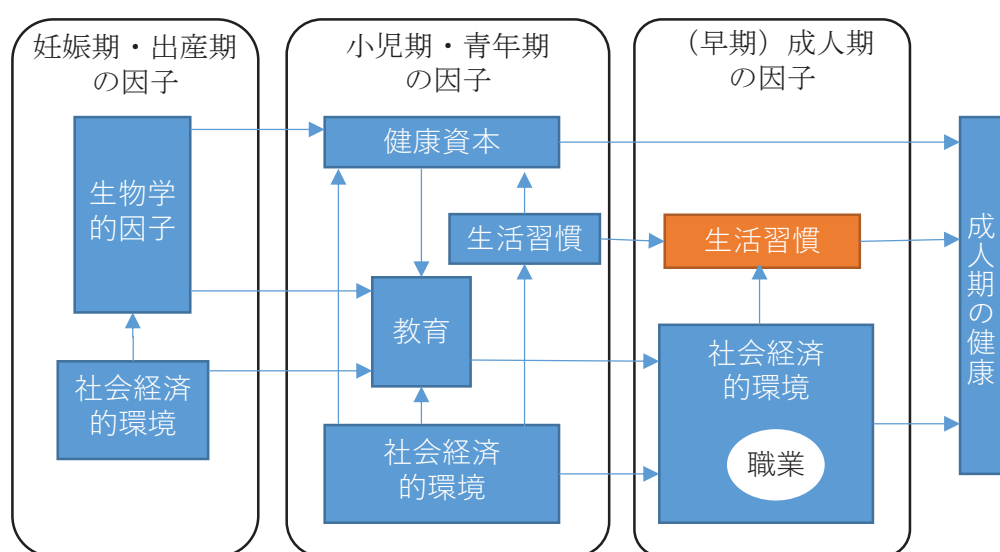 妊娠期・出産期
の因子
生物学
的因子
社会経済
的環境
小児期・青年期
の因子
健康資本
生活習慣
教育
社会経済
的環境
（早期）成人期
の因子
生活習慣
社会経済
的環境
職業
成人期の健康